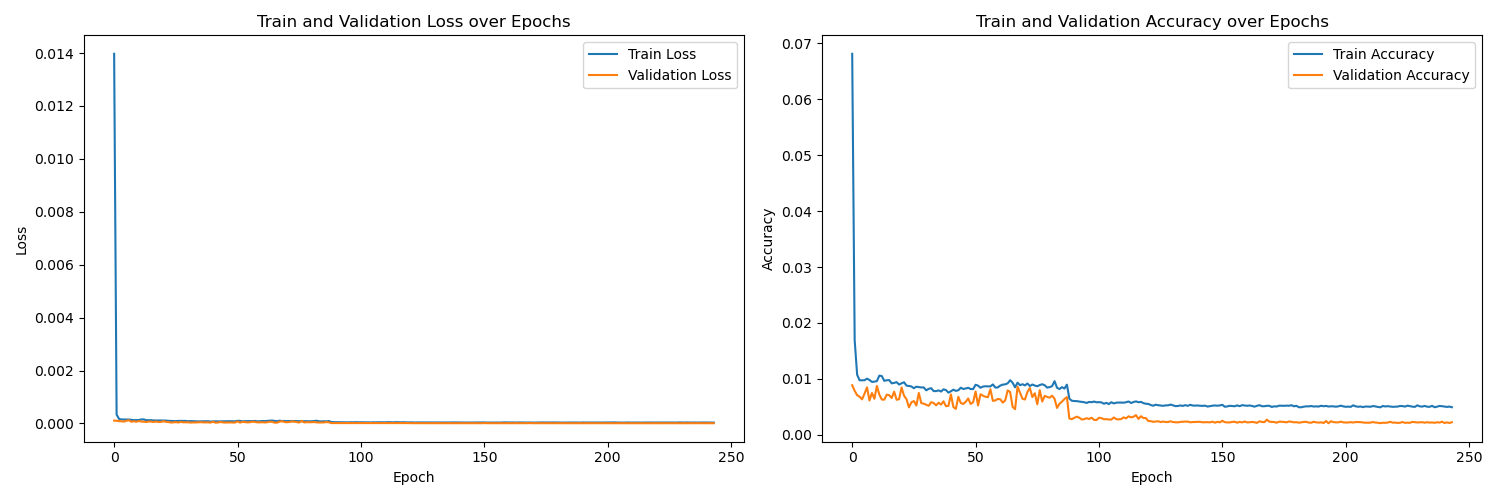 Train and Validation Loss over Epochs
0.014
0.012
0.010
0.008
0.006
0.004
0.002
0.000
Loss
0
50
100
150
200
250
Epoch
Train Loss
Validation Loss
Train and Validation Accuracy over Epochs
0.07
0.06
0.05
0.04
0.03
0.02
0.01
0.00
Accuracy
0
50
100
150
200
250
Epoch
Train Accuracy
Validation Accuracy